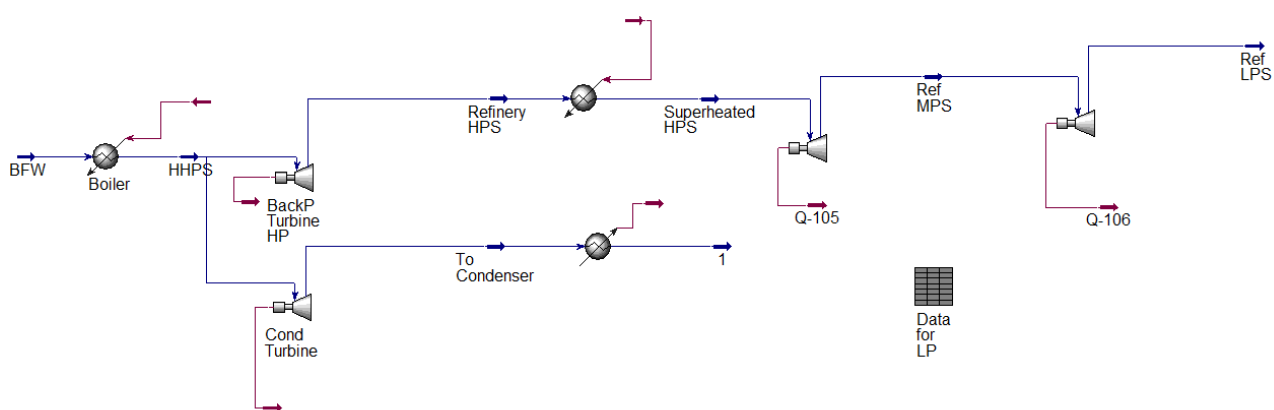 Ref
LPS
Ref
MPS
Refinery
HPS
Superheated
HPS
BFW
Boiler
HHPS
BackP
Turbine
HP
Q-105
Q-106
To
Condenser
1
Data
for
LP
Cond
Turbine